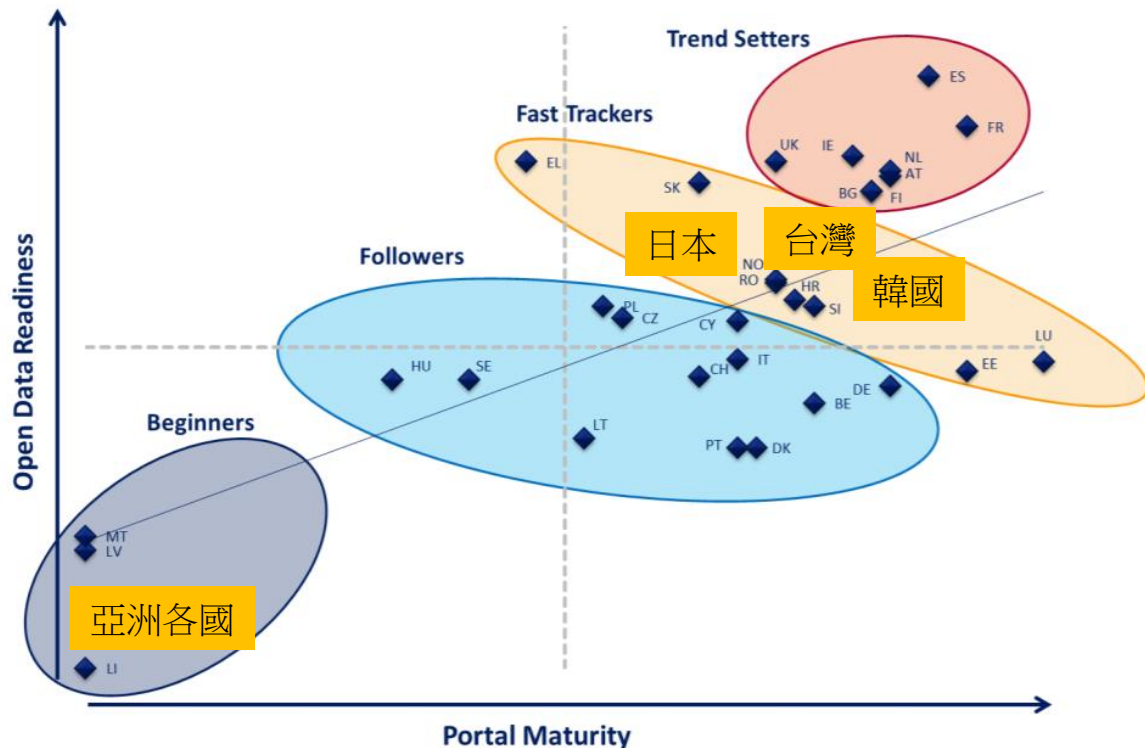 Trend Setters
ES
Fast Trackers
FR
UK
IE
NL
EL
AT
SK
BG
FI
日本
台灣
Followers
NO
RO
HR
韓國
SI
PL
CZ
CY
LU
IT
HU
SE
CH
EE
DE
BE
Beginners
LT
PT
DK
MT
LV
亞洲各國
LI
Open Data Readiness
Portal Maturity